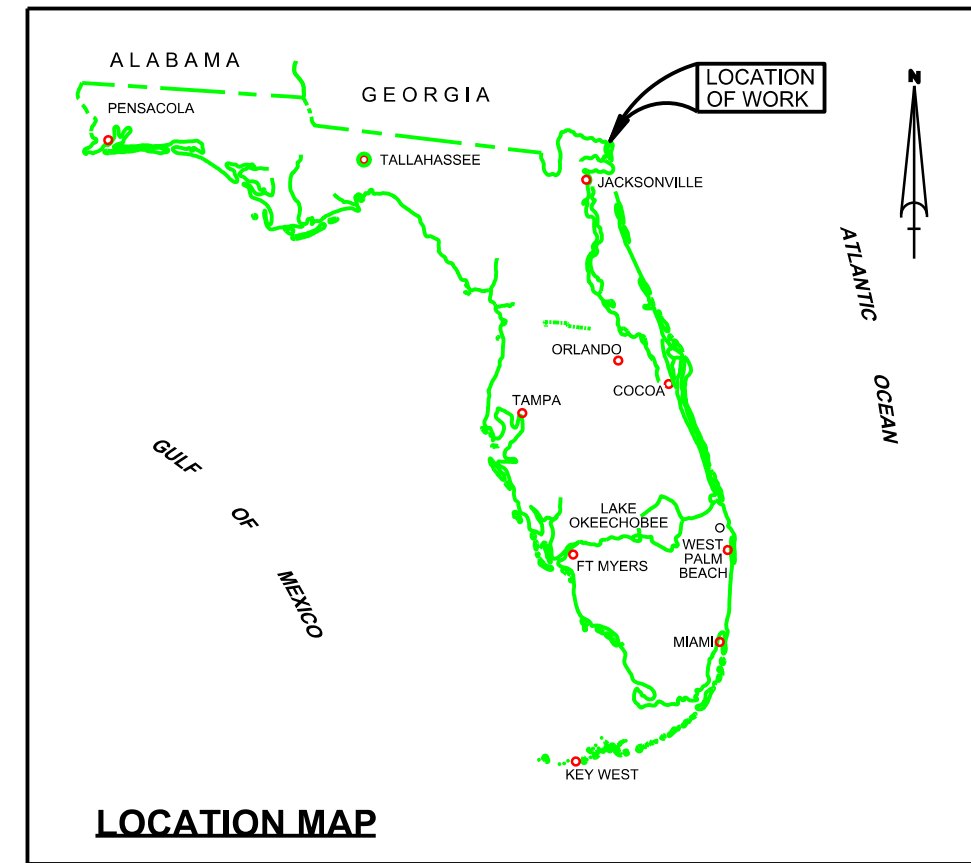 ALABAMA
GEORGIA
LOCATION
OF WORK
N
PENSACOLA
TALLAHASSEE
JACKSONVILLE
ATLANTIC
OCEAN
ORLANDO
COCOA
TAMPA
GULF
OF
MEXICO
LAKE
OKEECHOBEE
WEST
PALM
BEACH
FT MYERS
MIAMI
KEY WEST
LOCATION MAP